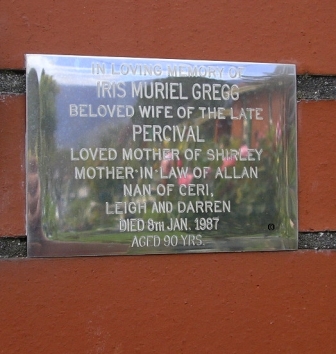 IN LOVING MEMORY OF
IRIS MURIEL GREGG
BELOVED WIFE OF THE LATE
PERCIVAL
LOVED MOTHER OF SHIRLEY
MOTHER-IN-LAW OF ALLAN
NAN OF CERI,
LEIGH AND DARREN
DIED 8TH JAN. 1987
AGED 90 YRS.